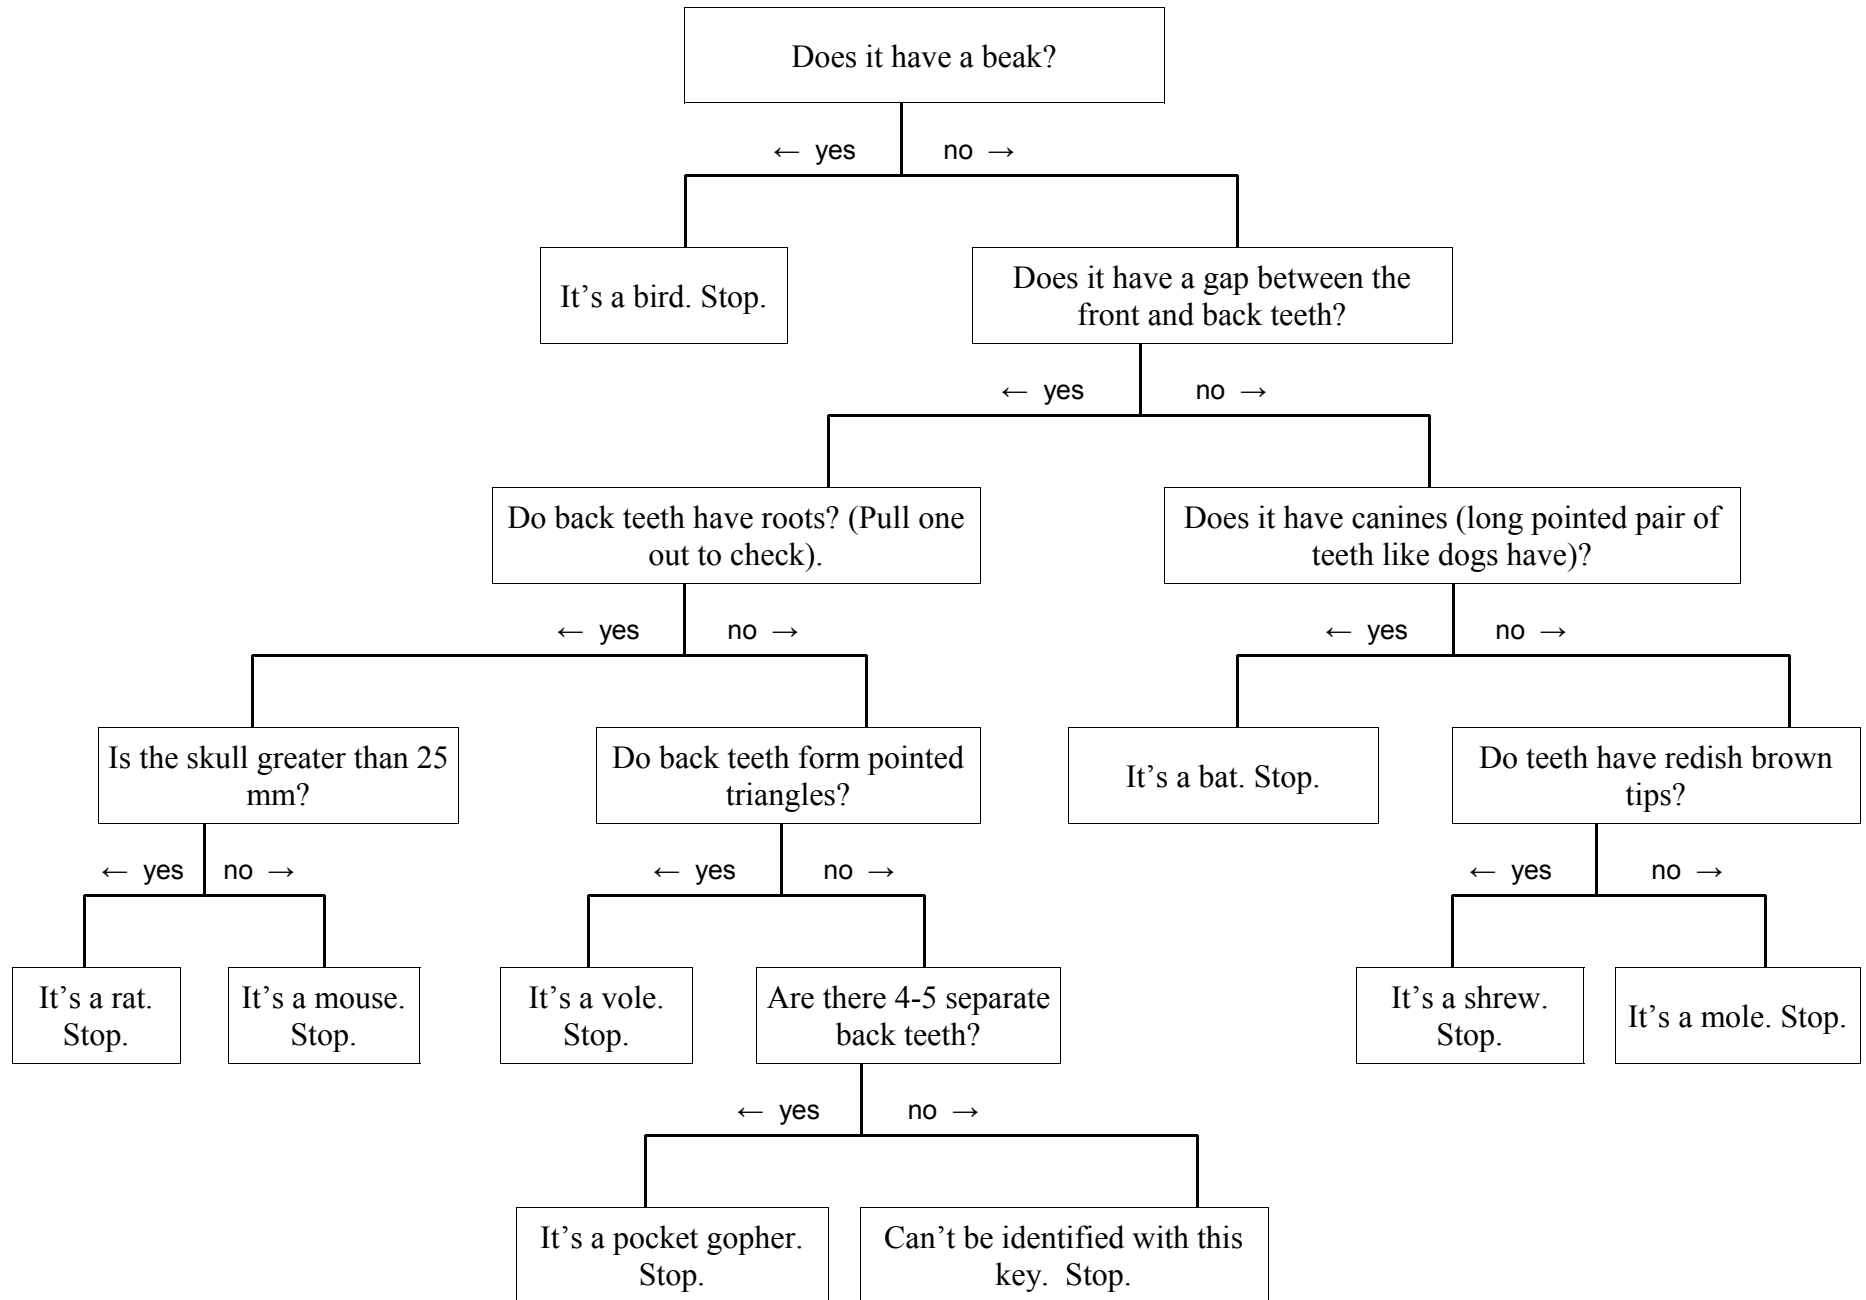 Does it have a beak?
← yes
no →
It’s a bird. Stop.
Does it have a gap between the
front and back teeth?
← yes
no →
Do back teeth have roots? (Pull one
out to check).
Does it have canines (long pointed pair of
teeth like dogs have)?
← yes
no →
← yes
no →
Is the skull greater than 25
mm?
Do back teeth form pointed
triangles?
It’s a bat. Stop.
Do teeth have redish brown
tips?
← yes
no →
← yes
no →
← yes
no →
It’s a rat.
Stop.
It’s a mouse.
Stop.
It’s a vole.
Stop.
Are there 4-5 separate
back teeth?
It’s a shrew.
Stop.
It’s a mole. Stop.
← yes
no →
It’s a pocket gopher.
Stop.
Can’t be identified with this
key.  Stop.